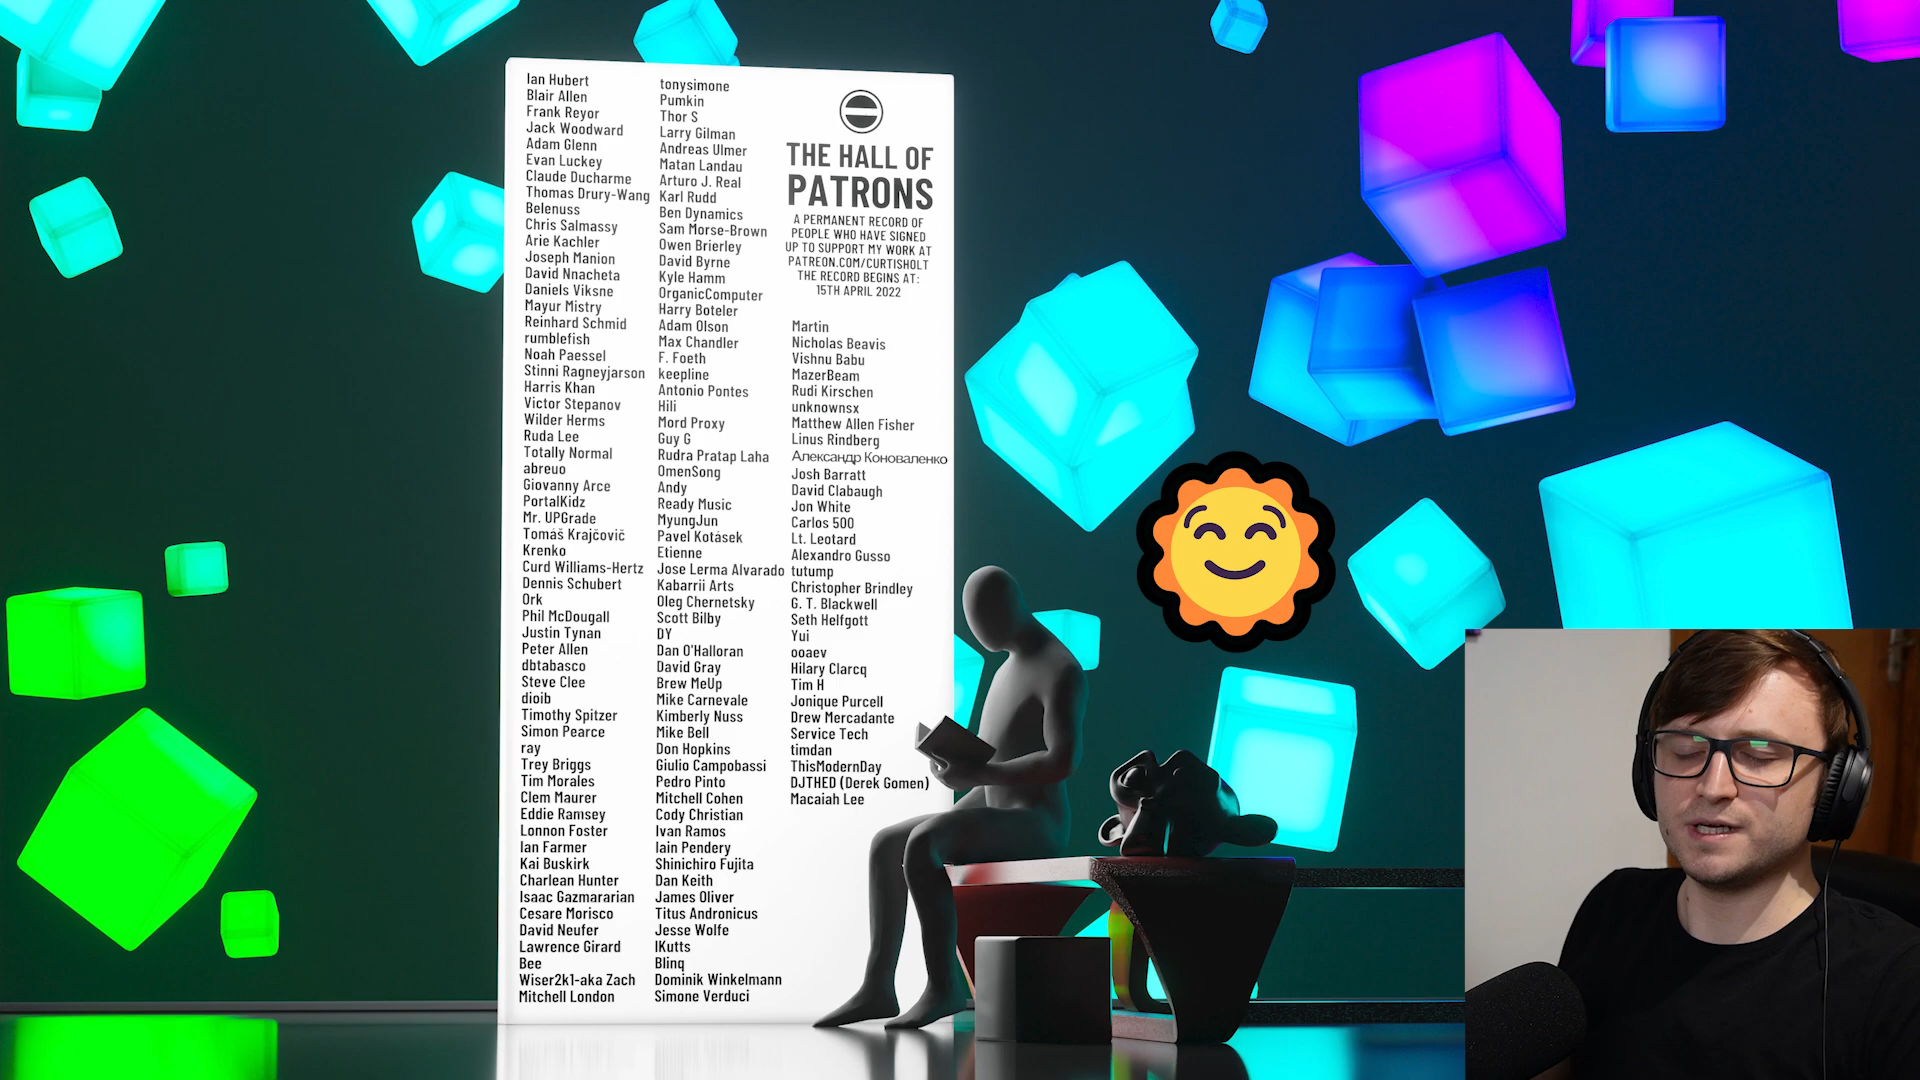 Ian Hubert
Blair Allen
Frank Reyor
Jack Woodward
Adam Glenn
Evan Luckey
Claude Ducharme
Thomas Drury-Wang
Belenuss
Chris Salmassy
Arie Kachler
Joseph Manion
David Nnacheta
Daniels Viksne
Mayur Mistry
Reinhard Schmid
rumblefish
Noah Paessel
Stinni Ragneyjarson
Harris Khan
Victor Stepanov
Wilder Herms
Ruda Lee
Totally Normal
abreuo
Giovanny Arce
PortalKidz
Mr. UPGrade
Tomáš Krajčovič
Krenko
Curd Williams-Hertz
Dennis Schubert
Ork
Phil McDougall
Justin Tynan
Peter Allen
dbtabasco
Steve Clee
dioib
Timothy Spitzer
Simon Pearce
ray
Trey Briggs
Tim Morales
Clem Maurer
Eddie Ramsey
Lonnon Foster
Ian Farmer
Kai Buskirk
Charlean Hunter
Isaac Gazmararian
Cesare Morisco
David Neufer
Lawrence Girard
Bee
Wiser2k1-aka Zach
Mitchell London
tonysimone
Pumkin
Thor S
Larry Gilman
Andreas Ulmer
Matan Landau
Arturo J. Real
Karl Rudd
Ben Dynamics
Sam Morse-Brown
Owen Brierley
David Byrne
Kyle Hamm
OrganicComputer
Harry Boteler
Adam Olson
Max Chandler
F. Foeth
keepline
Antonio Pontes
Hili
Mord Proxy
Guy G
Rudra Pratap Laha
OmenSong
Andy
Ready Music
MyungJun
Pavel Kotásek
Etienne
Jose Lerma Alvarado
Kabarrii Arts
Oleg Chernetsky
Scott Bilby
DY
Dan O'Halloran
David Gray
Brew MeUp
Mike Carnevale
Kimberly Nuss
Mike Bell
Don Hopkins
Giulio Campobassi
Pedro Pinto
Mitchell Cohen
Cody Christian
Ivan Ramos
Iain Pendery
Shinichiro Fujita
Dan Keith
James Oliver
Titus Andronicus
Jesse Wolfe
IKutts
Blinq
Dominik Winkelmann
Simone Verduci
THE HALL OF
PATRONS
A PERMANENT RECORD OF
PEOPLE WHO HAVE SIGNED
UP TO SUPPORT MY WORK AT
PATREON.COM/CURTISHOLT
THE RECORD BEGINS AT:
15TH APRIL 2022
Martin
Nicholas Beavis
Vishnu Babu
MazerBeam
Rudi Kirschen
unknownsx
Matthew Allen Fisher
Linus Rindberg
Александр Коноваленко
Josh Barratt
David Clabaugh
Jon White
Carlos 500
Lt. Leotard
Alexandro Gusso
tutump
Christopher Brindley
G. T. Blackwell
Seth Helfgott
Yui
ooaev
Hilary Clarcq
Tim H
Jonique Purcell
Drew Mercadante
Service Tech
timdan
ThisModernDay
DJTHED (Derek Gomen)
Macaiah Lee